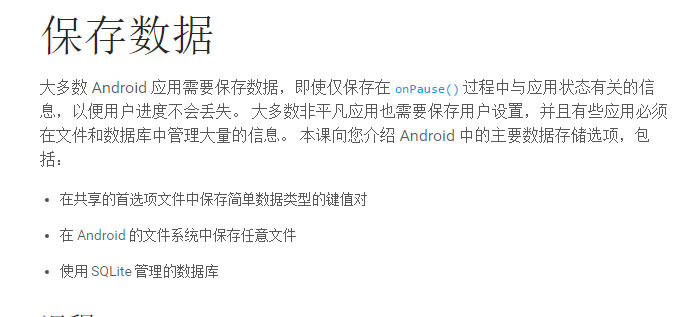 保存数据
大多数 Android 应用需要保存数据，即使仅保存在 onPause() 过程中与应用状态有关的信
息，以便用户进度不会丢失。 大多数非平凡应用也需要保存用户设置，并且有些应用必须
在文件和数据库中管理大量的信息。 本课向您介绍 Android 中的主要数据存储选项，包
括：
• 在共享的首选项文件中保存简单数据类型的键值对
• 在 Android 的文件系统中保存任意文件
• 使用 SQLite 管理的数据库